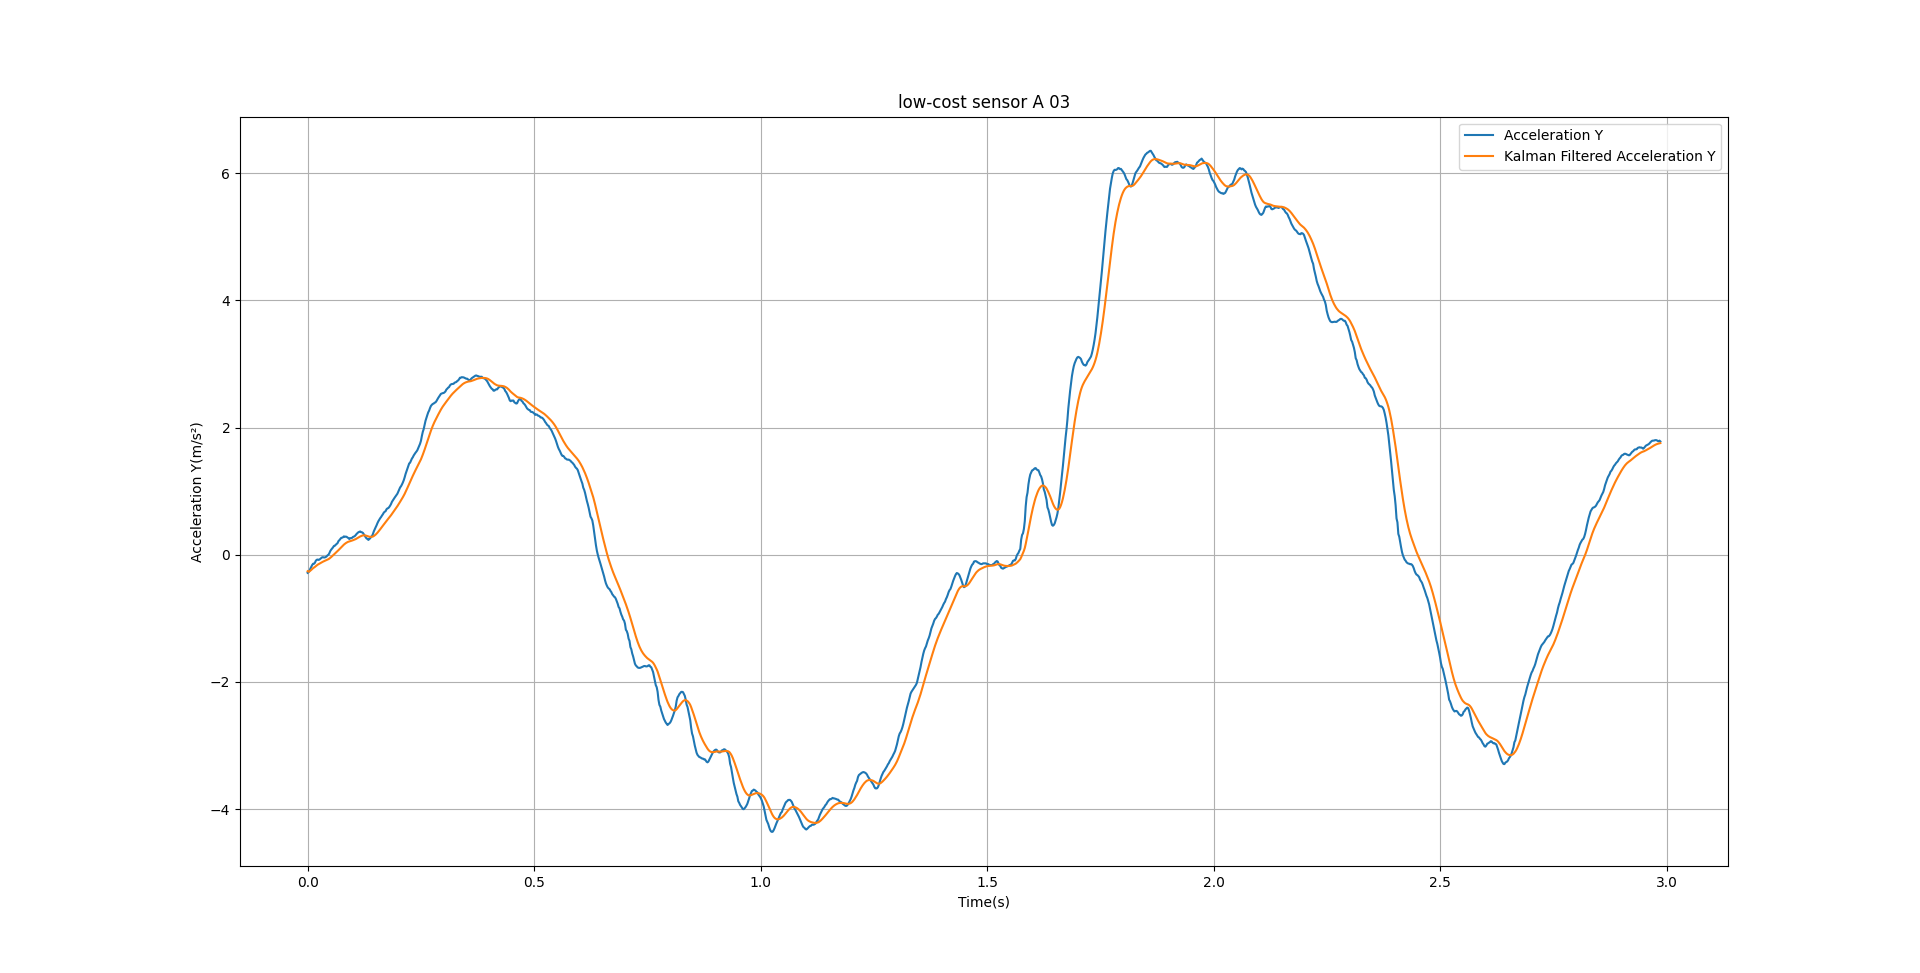 low-cost sensor A 03
Acceleration Y
Kalman Filtered Acceleration Y
Acceleration Y(m/s²)
6
4
2
0
−2
−4
0.0 0.5 1.0 1.5 2.0 2.5 3.0
Time(s)